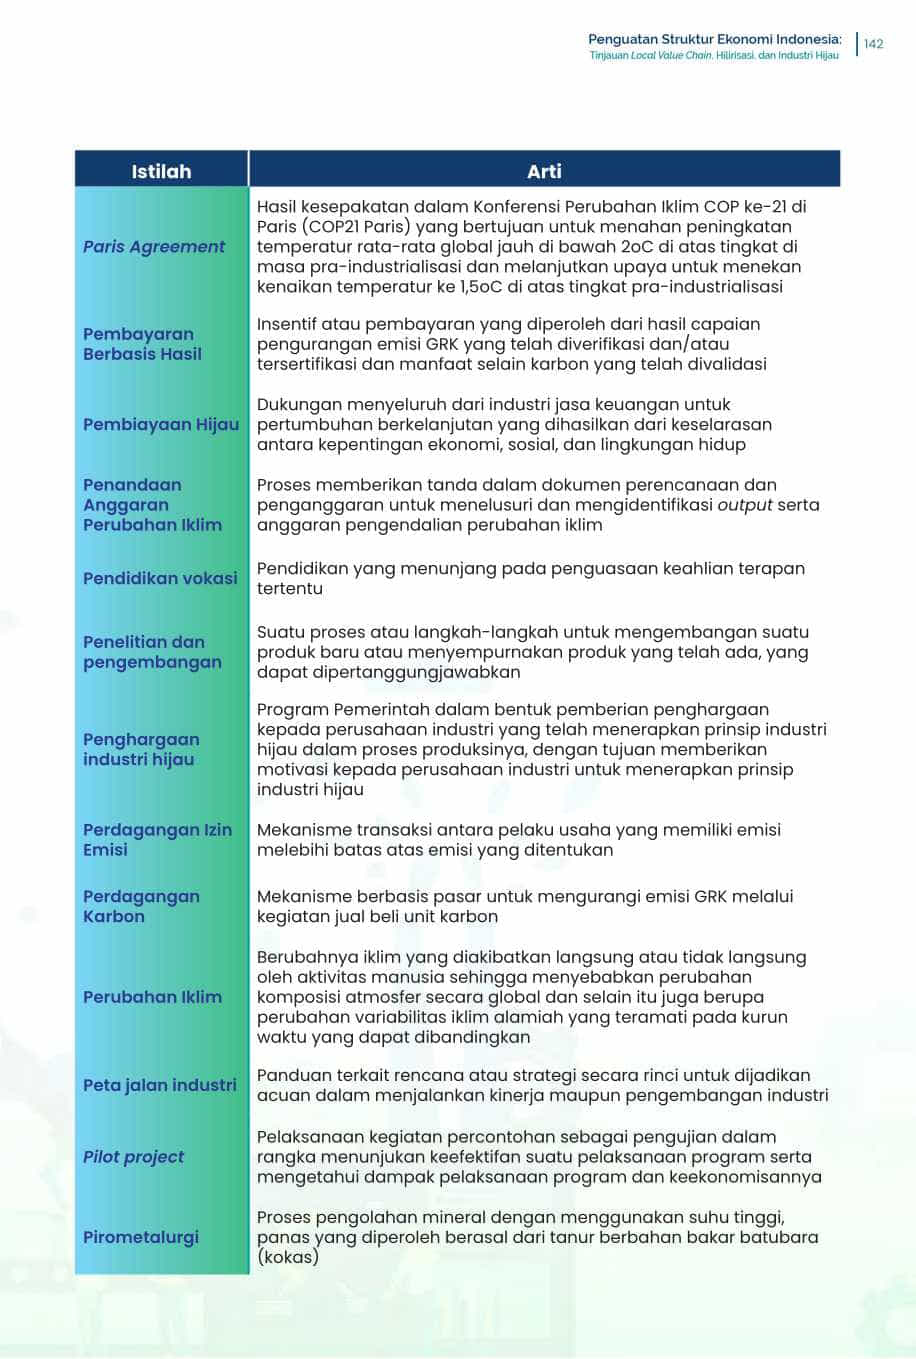 Penguatan Struktur Ekonomi Indonesia:
Tinjauan Local Value Chain, Hilirisasi, dan Industri Hijau
142
Istilah
Arti
Paris Agreement
Hasil kesepakatan dalam Konferensi Perubahan Iklim COP ke-21 di
Paris (COP21 Paris) yang bertujuan untuk menahan peningkatan
temperatur rata-rata global jauh di bawah 2oC di atas tingkat di
masa pra-industrialisasi dan melanjutkan upaya untuk menekan
kenaikan temperatur ke 1,5oC di atas tingkat pra-industrialisasi
Pembayaran
Berbasis Hasil
Insentif atau pembayaran yang diperoleh dari hasil capaian
pengurangan emisi GRK yang telah diverifikasi dan/atau
tersertifikasi dan manfaat selain karbon yang telah divalidasi
Pembiayaan Hijau
Dukungan menyeluruh dari industri jasa keuangan untuk
pertumbuhan berkelanjutan yang dihasilkan dari keselarasan
antara kepentingan ekonomi, sosial, dan lingkungan hidup
Penandaan
Anggaran
Perubahan Iklim
Proses memberikan tanda dalam dokumen perencanaan dan
penganggaran untuk menelusuri dan mengidentifikasi output serta
anggaran pengendalian perubahan iklim
Pendidikan vokasi
Pendidikan yang menunjang pada penguasaan keahlian terapan
tertentu
Penelitian dan
pengembangan
Suatu proses atau langkah-langkah untuk mengembangan suatu
produk baru atau menyempurnakan produk yang telah ada, yang
dapat dipertanggungjawabkan
Penghargaan
industri hijau
Program Pemerintah dalam bentuk pemberian penghargaan
kepada perusahaan industri yang telah menerapkan prinsip industri
hijau dalam proses produksinya, dengan tujuan memberikan
motivasi kepada perusahaan industri untuk menerapkan prinsip
industri hijau
Perdagangan Izin
Emisi
Mekanisme transaksi antara pelaku usaha yang memiliki emisi
melebihi batas atas emisi yang ditentukan
Perdagangan
Karbon
Mekanisme berbasis pasar untuk mengurangi emisi GRK melalui
kegiatan jual beli unit karbon
Perubahan Iklim
Berubahnya iklim yang diakibatkan langsung atau tidak langsung
oleh aktivitas manusia sehingga menyebabkan perubahan
komposisi atmosfer secara global dan selain itu juga berupa
perubahan variabilitas iklim alamiah yang teramati pada kurun
waktu yang dapat dibandingkan
Peta jalan industri
Panduan terkait rencana atau strategi secara rinci untuk dijadikan
acuan dalam menjalankan kinerja maupun pengembangan industri
Pilot project
Pelaksanaan kegiatan percontohan sebagai pengujian dalam
rangka menunjukan keefektifan suatu pelaksanaan program serta
mengetahui dampak pelaksanaan program dan keekonomisannya
Pirometalurgi
Proses pengolahan mineral dengan menggunakan suhu tinggi,
panas yang diperoleh berasal dari tanur berbahan bakar batubara
(kokas)